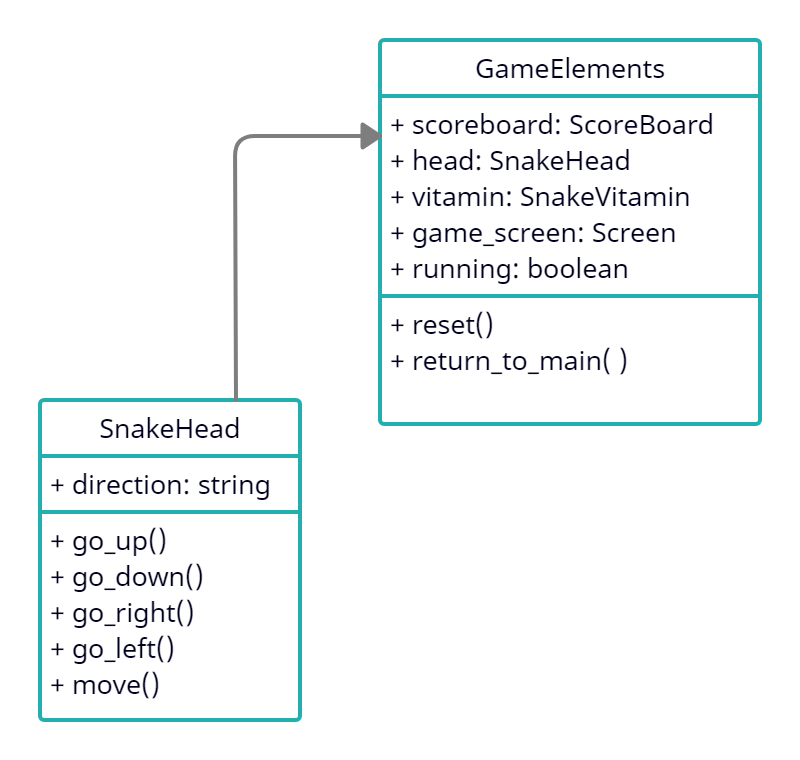 GameElements
+ scoreboard: ScoreBoard
+ head: SnakeHead
+ vitamin: SnakeVitamin
+ game_screen: Screen
+ running: boolean
+ reset()
+ return_to_main( )
SnakeHead
+ direction: string
+ go_up()
+ go_down()
+ go_right()
+ go_left()
+ move()